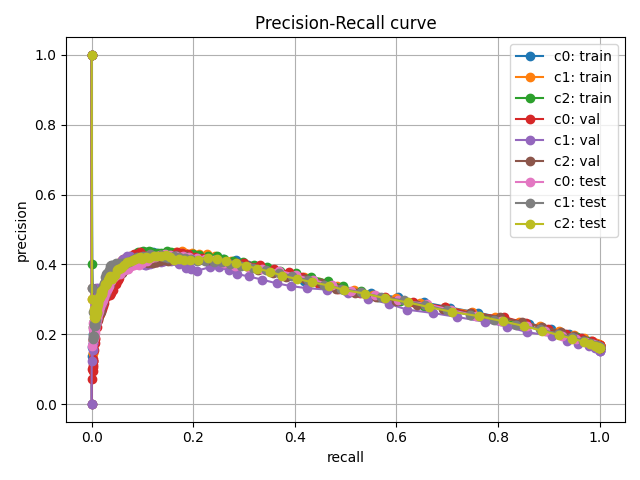 Precision-Recall curve
precision
1.0
0.8
0.6
0.4
0.2
0.0
0.0 0.2 0.4 0.6 0.8 1.0
recall
c0: train
c1: train
c2: train
c0: val
c1: val
c2: val
c0: test
c1: test
c2: test